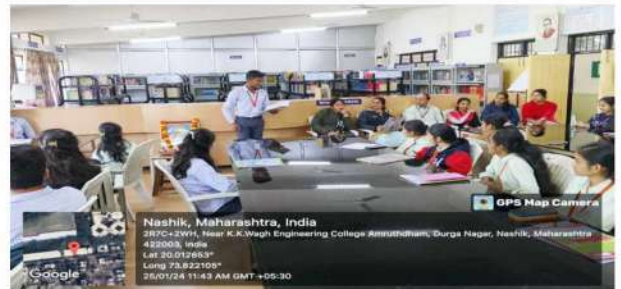 GPS Map Camera
Nashik, Maharashtra, India
2R7C+2WH, Near K.K.Wagh Engineering College Amruthdham, Durga Nagar, Nashik, Maharashtra
422003, India
Lat 20.012653°
Long 73.822105°
25/01/24 11:43 AM GMT +05:30
Google